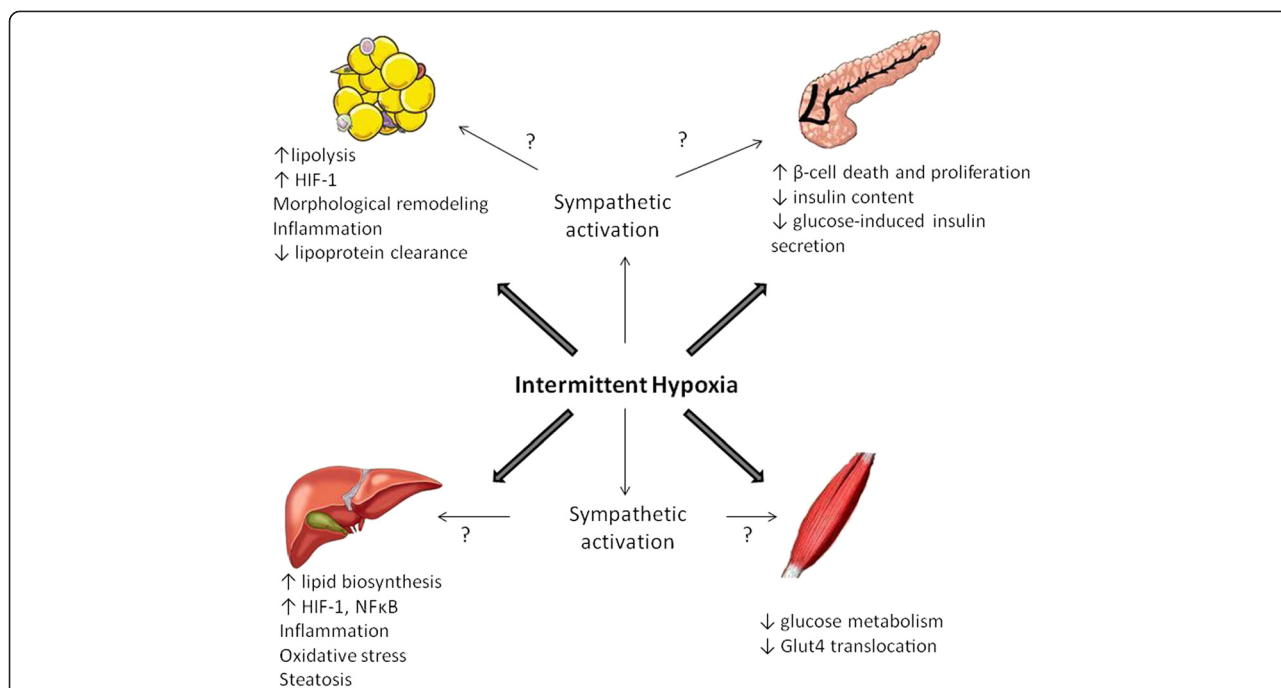 ?
?
↑lipolysis
↑ HIF-1
Morphological remodeling
Inflammation
↓ lipoprotein clearance
Sympathetic
activation
↑ β-cell death and proliferation
↓ insulin content
↓ glucose-induced insulin
secretion
Intermittent Hypoxia
?
Sympathetic
activation
?
↑ lipid biosynthesis
↑ HIF-1, NFκB
Inflammation
Oxidative stress
Steatosis
↓ glucose metabolism
↓ Glut4 translocation